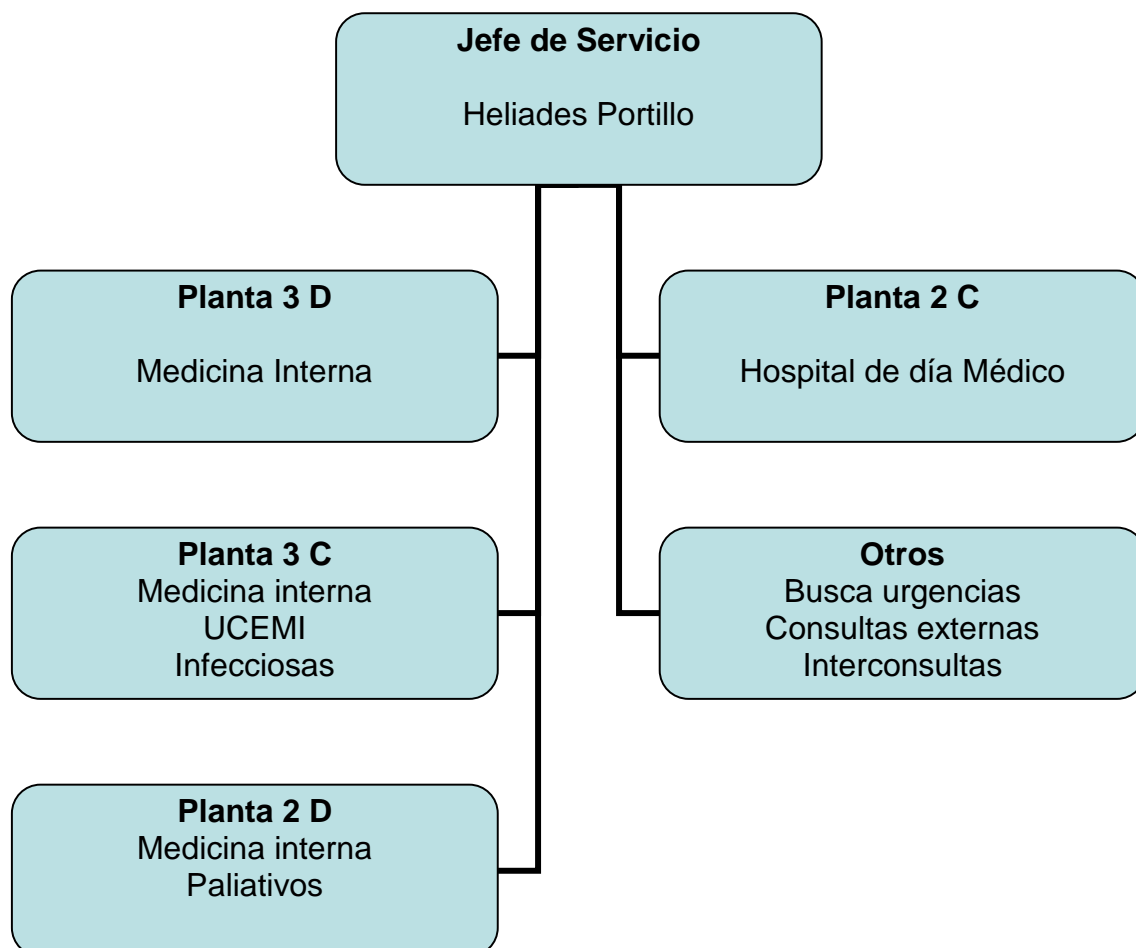 Jefe de Servicio
Heliades Portillo
Planta 3 D
Medicina Interna
Planta 2 C
Hospital de día Médico
Planta 3 C
Medicina interna
UCEMI
Infecciosas
Otros
Busca urgencias
Consultas externas
Interconsultas
Planta 2 D
Medicina interna
Paliativos